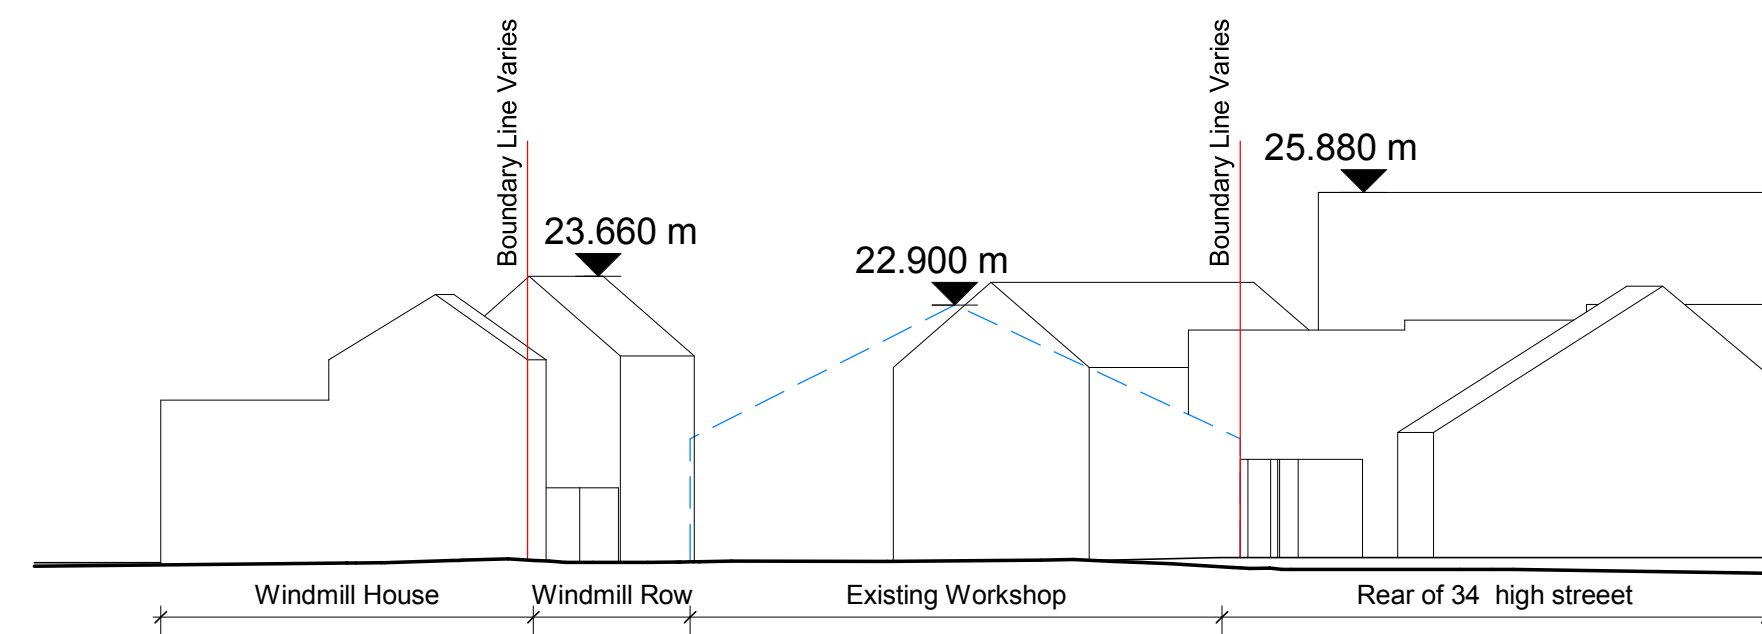 Boundary Line Varies
Boundary Line Varies
25.880 m
23.660 m
22.900 m
Windmill House
Windmill Row
Existing Workshop
Rear of 34 high streeet